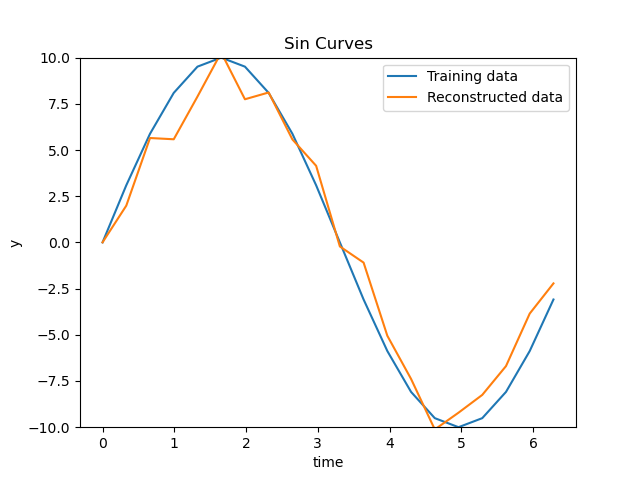 Sin Curves
Training data
Reconstructed data
10.0
7.5
5.0
2.5
0.0
−2.5
−5.0
−7.5
−10.0
y
0 1 2 3 4 5 6
time